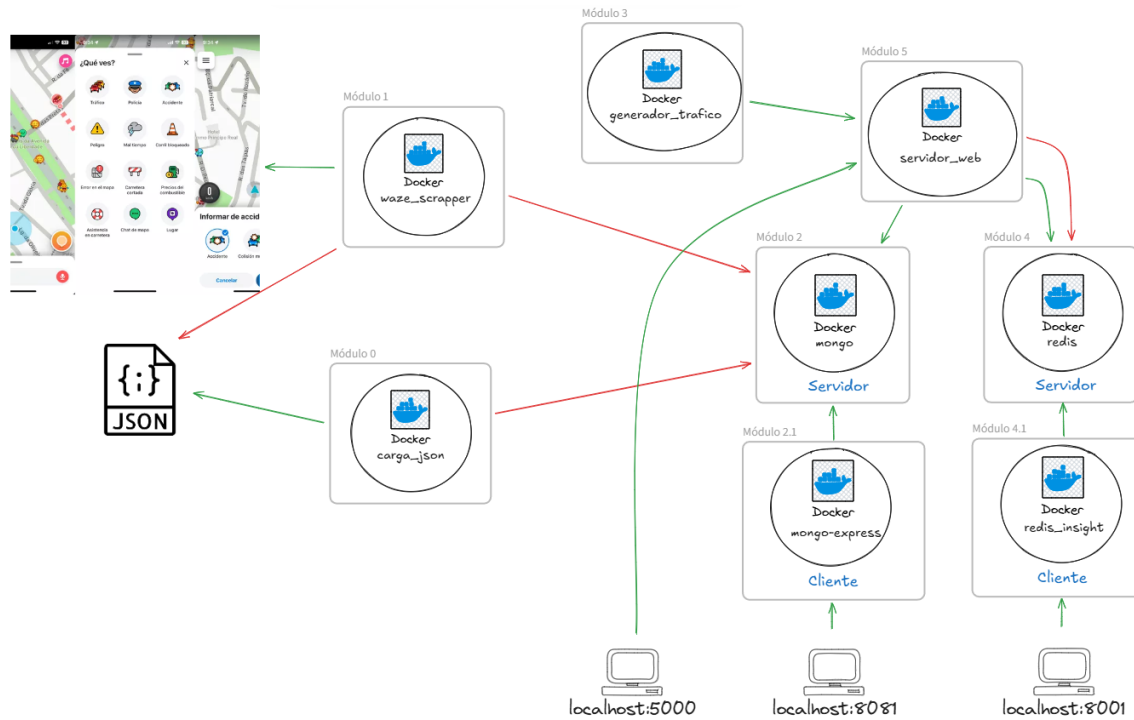 Módulo 3
Módulo 5
¿Qué ves?
Tráfico
Policía
Accidente
Peligro
Mal tiempo
Carril bloqueado
Error en el mapa
Carretera
cortada
Precios del
combustible
Asistencia
en carretera
Chat de mapa
Lugar
Informar de accid
Accidente
Cancelar
Módulo 1
Docker
waze_scrapper
Docker
generador_trafico
Docker
servidor_web
Módulo 2
Docker
mongo
Servidor
Módulo 4
Docker
redis
Servidor
JSON
Módulo 0
Docker
carga_json
Módulo 2.1
Docker
mongo-express
Cliente
Módulo 4.1
Docker
redis_insight
Cliente
localhost:5000
localhost:8081
localhost:8001